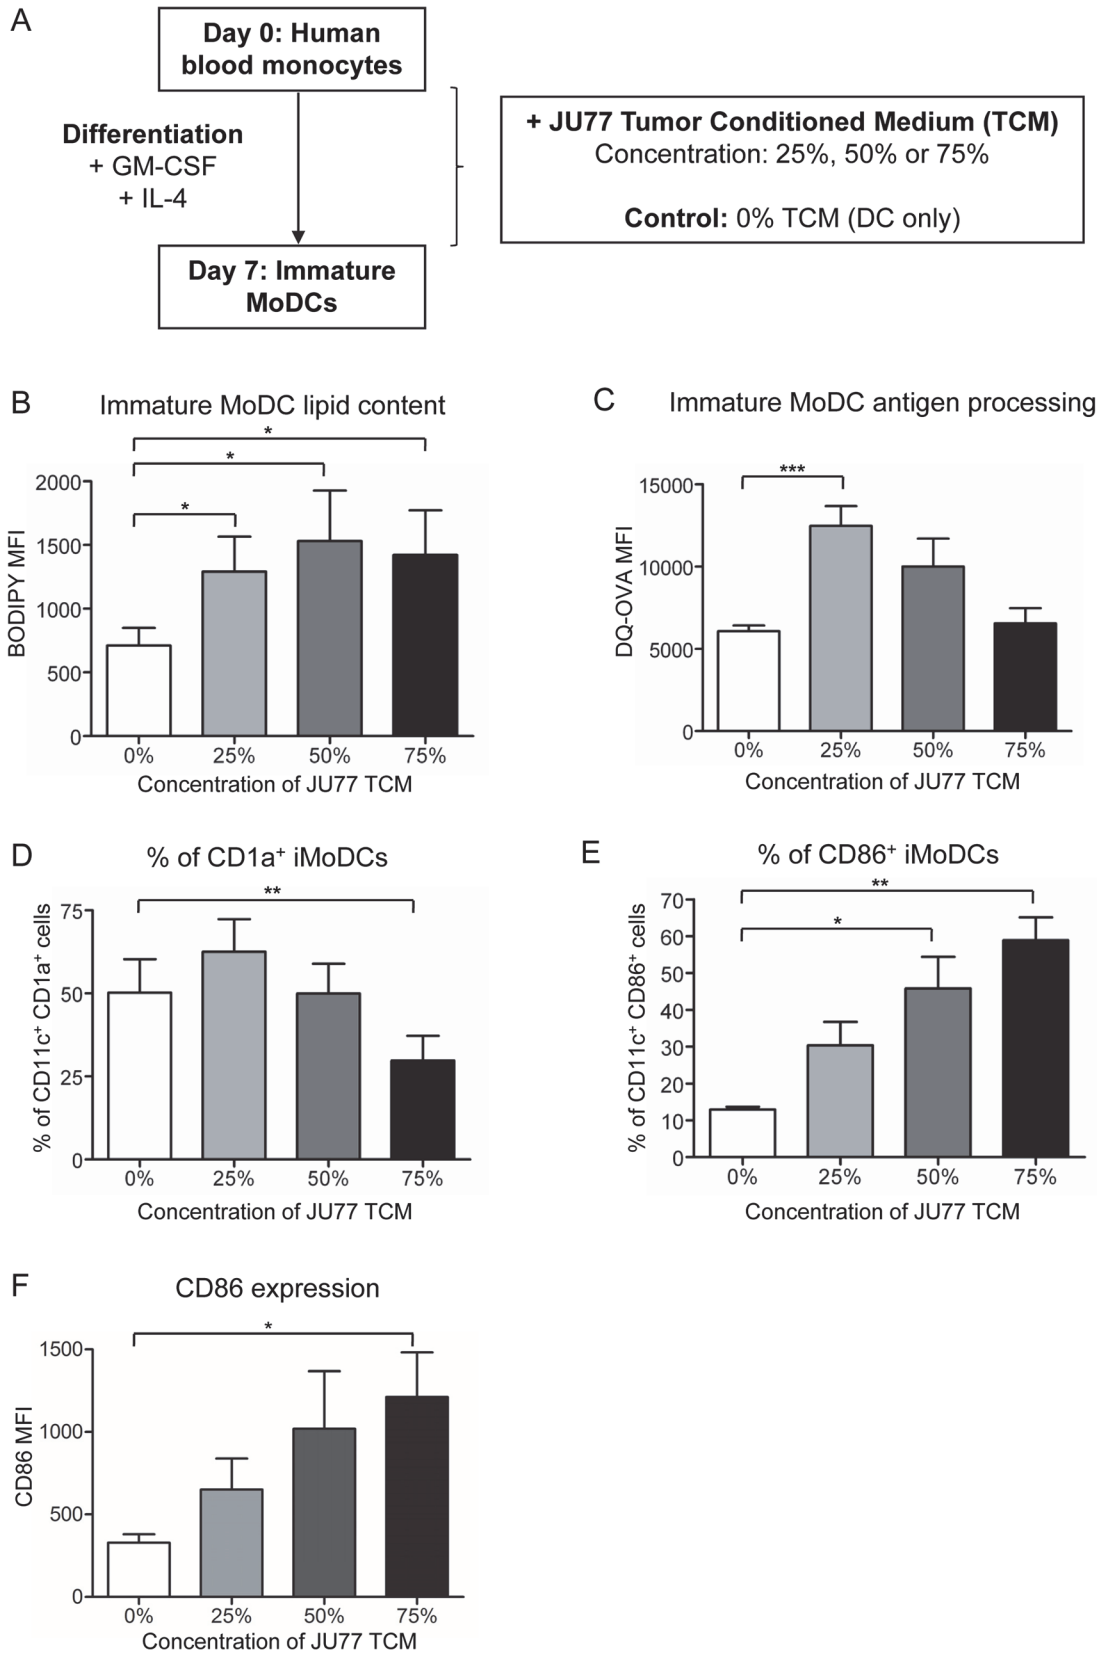 A
Day 0: Human
blood monocytes
Differentiation
+ GM-CSF
+ IL-4
+ JU77 Tumor Conditioned Medium (TCM)
Concentration: 25%, 50% or 75%
Control: 0% TCM (DC only)
Day 7: Immature
MoDCs
B
Immature MoDC lipid content
*
*
*
BODIPY MFI
2000
1500
1000
500
0
0% 25% 50% 75%
Concentration of JU77 TCM
C
Immature MoDC antigen processing
***
DQ-OVA MFI
15000
10000
5000
0
0% 25% 50% 75%
Concentration of JU77 TCM
D
% of CD1a⁺ iMoDCs
**
% of CD11c⁺ CD1a⁺ cells
75
50
25
0
0% 25% 50% 75%
Concentration of JU77 TCM
E
% of CD86⁺ iMoDCs
**
*
% of CD11c⁺ CD86⁺ cells
70
60
50
40
30
20
10
0
0% 25% 50% 75%
Concentration of JU77 TCM
F
CD86 expression
*
CD86 MFI
1500
1000
500
0
0% 25% 50% 75%
Concentration of JU77 TCM